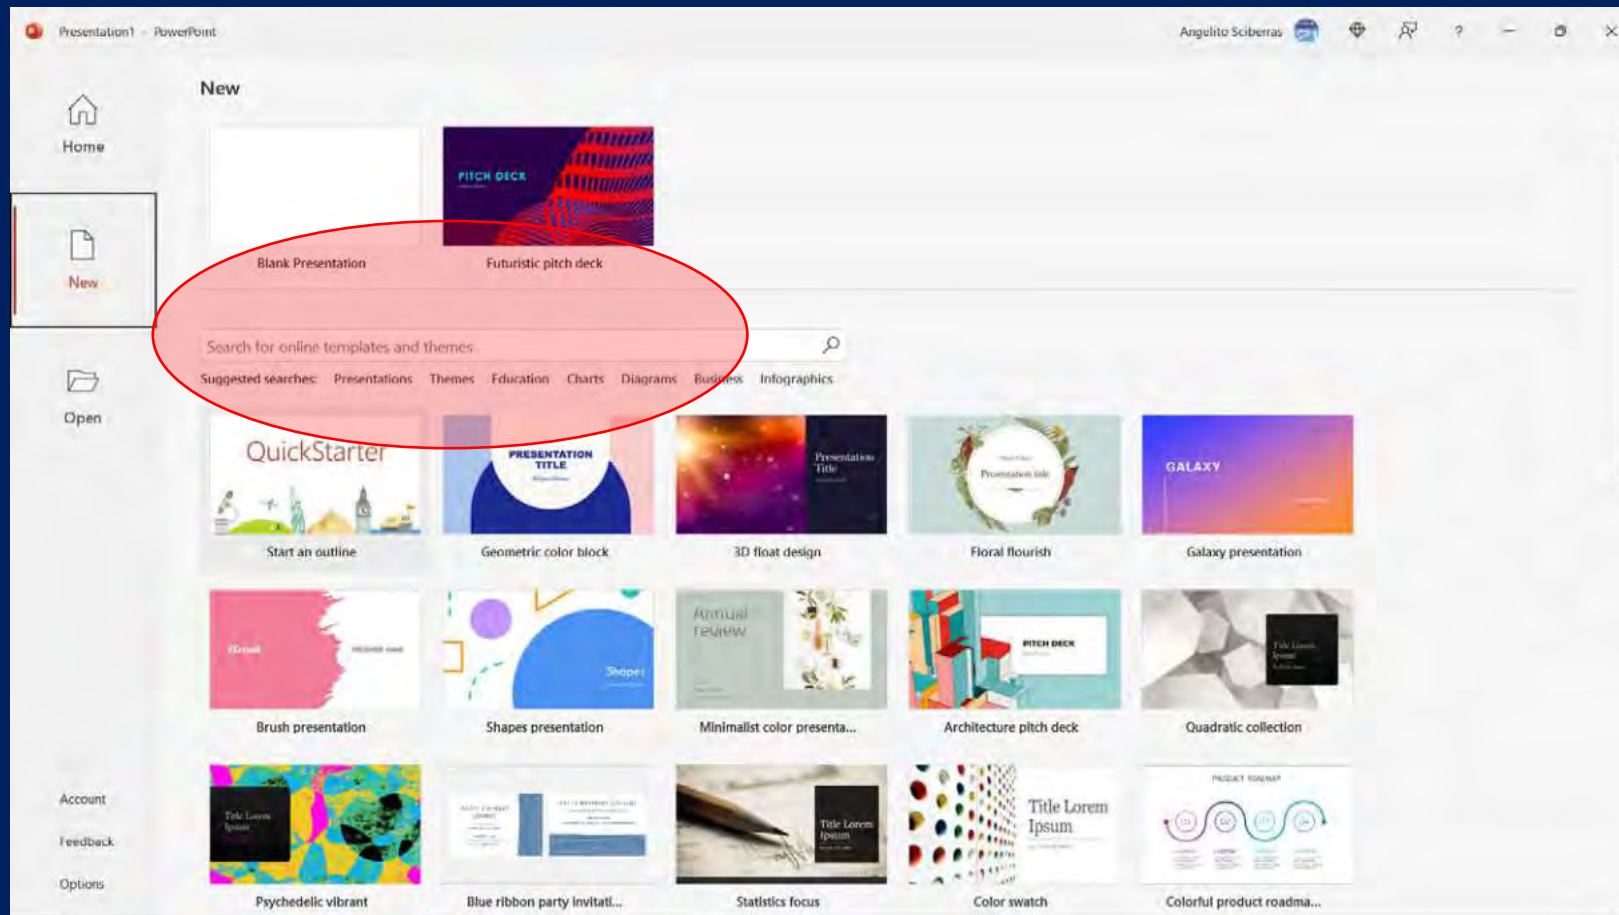 Presentation1 - PowerPoint
Angelito Sciberras
?
Home
New
Open
Account
Feedback
Options
New
PITCH DECK
Blank Presentation
Futuristic pitch deck
Search for online templates and themes
Suggested searches: Presentations Themes Education Charts Diagrams Business Infographics
QuickStarter
PRESENTATION
TITLE
Presentation
Title
Presentation title
GALAXY
Start an outline
Geometric color block
3D float design
Floral flourish
Galaxy presentation
Annual
review
PITCH DECK
Title Lorem
Ipsum
Shapes
Brush presentation
Shapes presentation
Minimalist color presenta...
Architecture pitch deck
Quadratic collection
Title Lorem
Ipsum
Title Lorem
Ipsum
Title Lorem
Ipsum
PRODUCT ROADMAP
Psychedelic vibrant
Blue ribbon party invitati...
Statistics focus
Color swatch
Colorful product roadma...